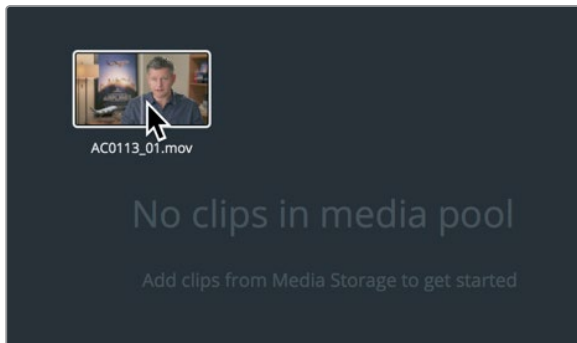 AC0113_01.mov
No clips in media pool
Add clips from Media Storage to get started